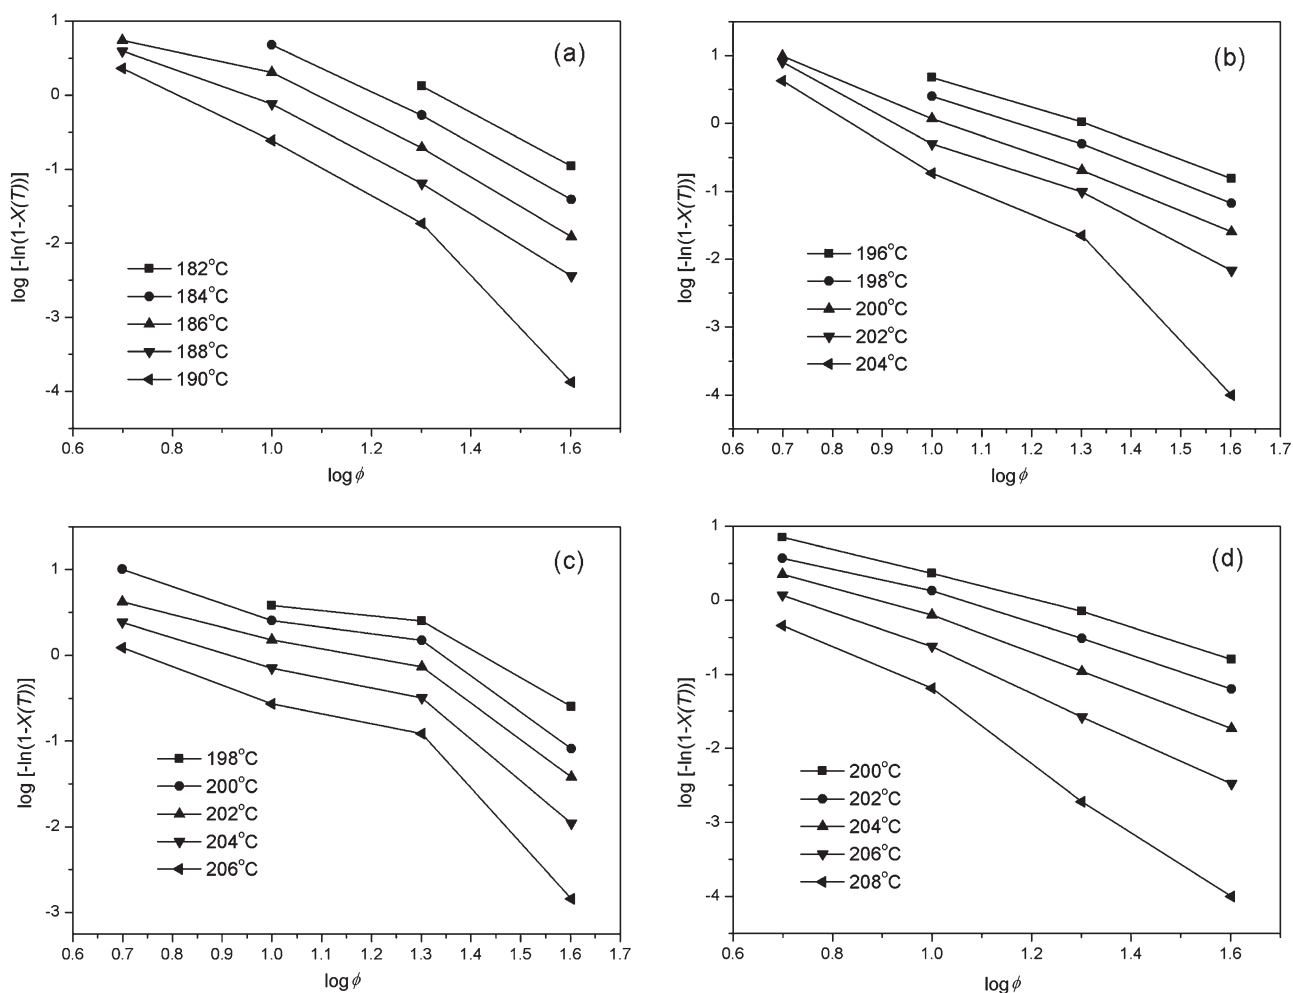 (a)
1
0
-1
-2
-3
-4
log [-ln(1-X(T))]
182°C
184°C
186°C
188°C
190°C
0.6 0.8 1.0 1.2 1.4 1.6
log ϕ
(b)
1
0
-1
-2
-3
-4
log [-ln(1-X(T))]
196°C
198°C
200°C
202°C
204°C
0.6 0.7 0.8 0.9 1.0 1.1 1.2 1.3 1.4 1.5 1.6 1.7
log ϕ
(c)
1
0
-1
-2
-3
log [-ln(1-X(T))]
198°C
200°C
202°C
204°C
206°C
0.6 0.7 0.8 0.9 1.0 1.1 1.2 1.3 1.4 1.5 1.6 1.7
log ϕ
(d)
1
0
-1
-2
-3
-4
log [-ln(1-X(T))]
200°C
202°C
204°C
206°C
208°C
0.6 0.8 1.0 1.2 1.4 1.6
log ϕ